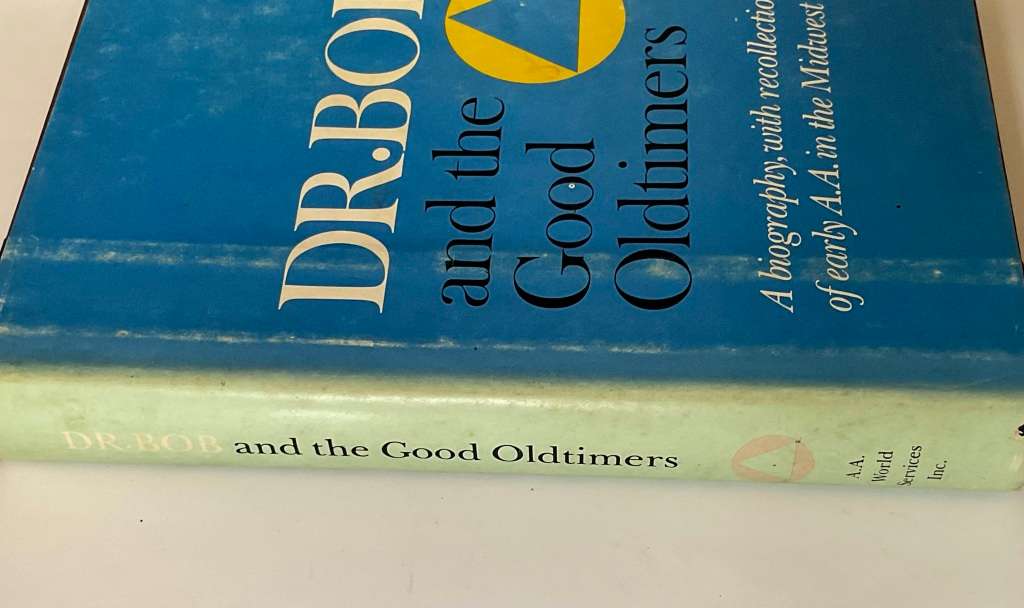 DR.BO
and the
Good
Oldtimers
A biography, with recollectio
of early A.A. in the Midwest
DR.BOB and the Good Oldtimers
A.A.
World
Services
Inc.